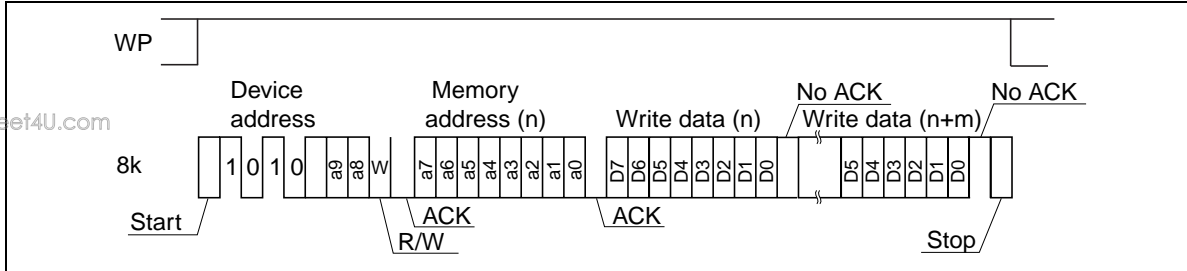 WP
Device address
Memory address (n)
Write data (n)
No ACK
Write data (n+m)
No ACK
eet4U.com
8k
1 0 1 0 a9 a8 W a7 a6 a5 a4 a3 a2 a1 a0 D7 D6 D5 D4 D3 D2 D1 D0 D5 D4 D3 D2 D1 D0
Start
R/W
ACK
ACK
Stop